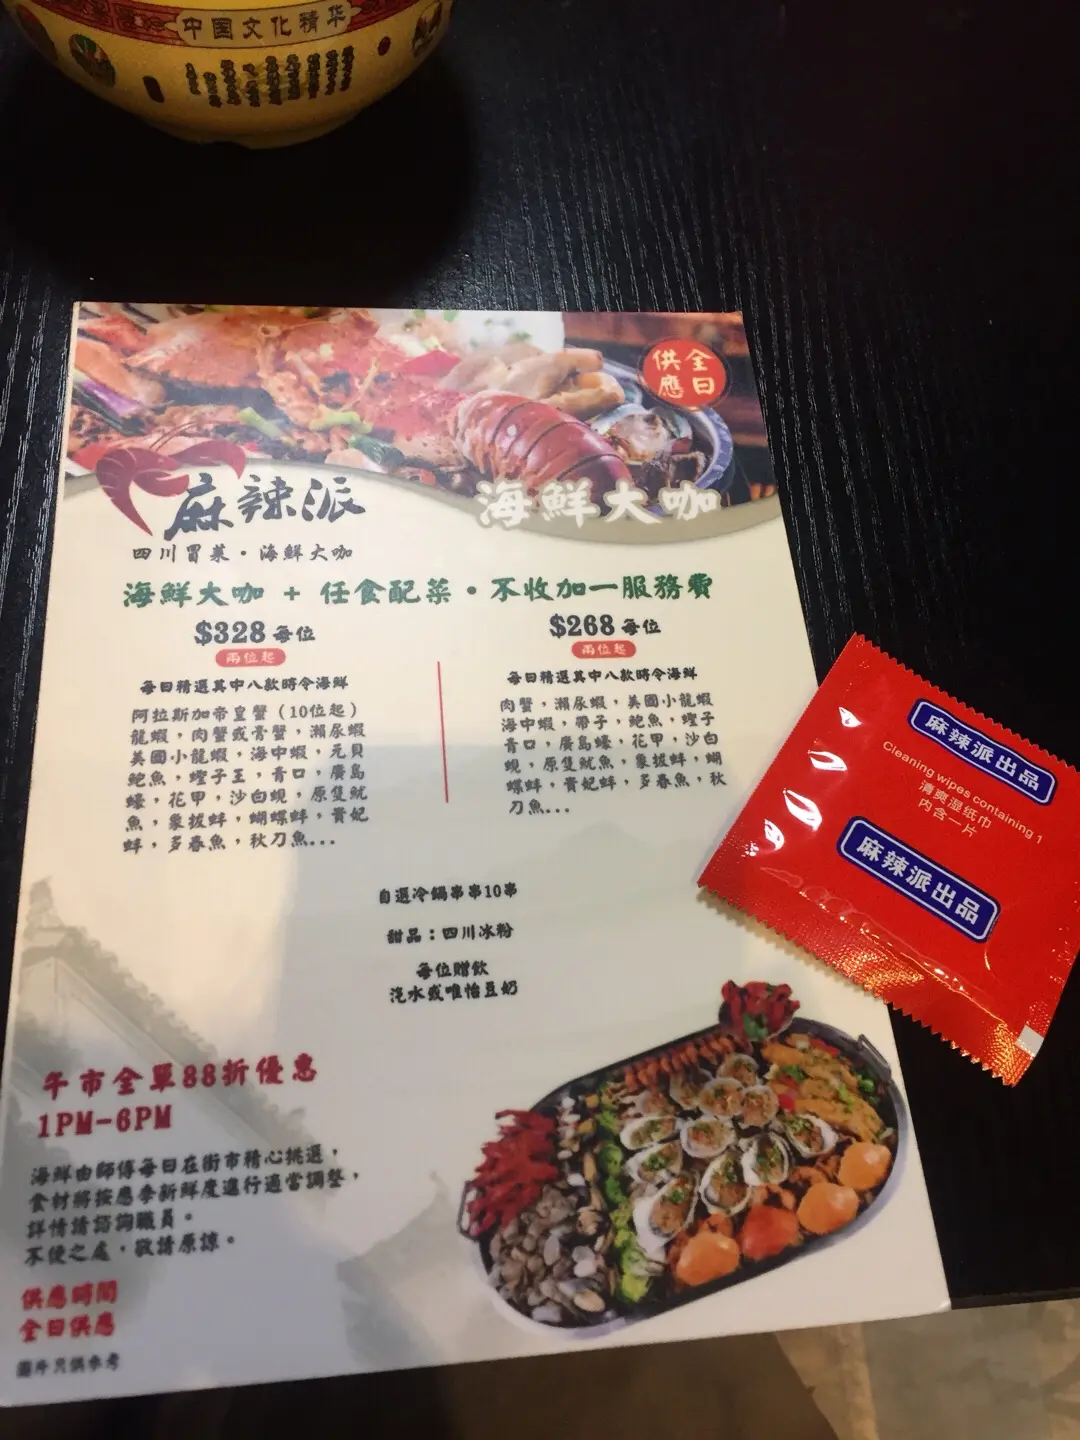 中国文化精华
供全
應日
麻辣派
海鮮大咖
四川冒菜·海鮮大咖
海鮮大咖 + 任食配菜·不收加一服務費
$328 每位
兩位起
每日精選其中八款時令海鮮
阿拉斯加帝皇蟹（10位起）
龍蝦，肉蟹或膏蟹，瀨尿蝦
美國小龍蝦，海中蝦，元貝
鮑魚，蟶子王，青口，廣島
蠔，花甲，沙白蜆，原隻魷
魚，象拔蚌，蝴蝶蚌，貴妃
蚌，多春魚，秋刀魚...
$268 每位
兩位起
每日精選其中八款時令海鮮
肉蟹，瀨尿蝦，美國小龍蝦
海中蝦，帶子，鮑魚，蟶子
青口，廣島蠔，花甲，沙白
蜆，原隻魷魚，象拔蚌，蝴
蝶蚌，貴妃蚌，多春魚，秋
刀魚...
自選冷鍋串串10串
甜品：四川冰粉
每位贈飲
汽水或唯怡豆奶
午市全單88折優惠
1PM-6PM
海鮮由師傅每日在街市精心挑選，
食材將按應季新鮮度進行適當調整，
詳情請諮詢職員。
不便之處，敬請原諒。
供應時間
全日供應
圖片只供參考
麻辣派出品
Cleaning wipes containing 1
清爽湿纸巾
内含一片
麻辣派出品